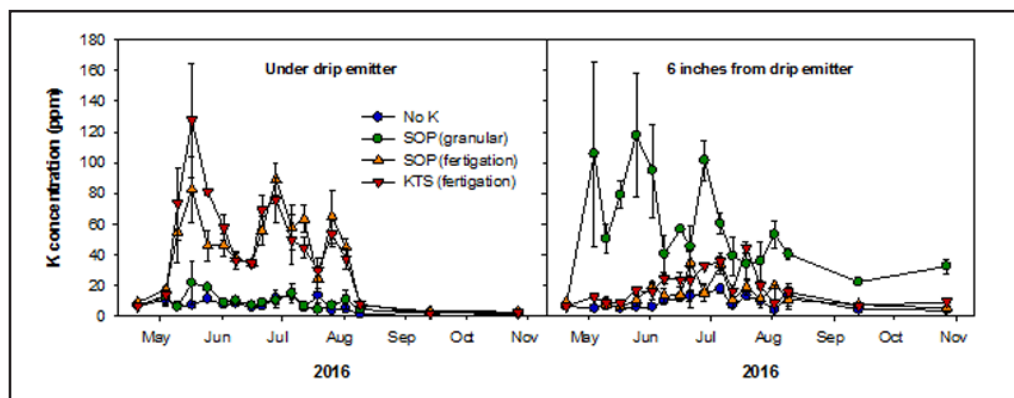 K concentration (ppm)
180
160
140
120
100
80
60
40
20
0
Under drip emitter
No K
SOP (granular)
SOP (fertigation)
KTS (fertigation)
6 inches from drip emitter
May Jun Jul Aug Sep Oct Nov
May Jun Jul Aug Sep Oct Nov
2016
2016